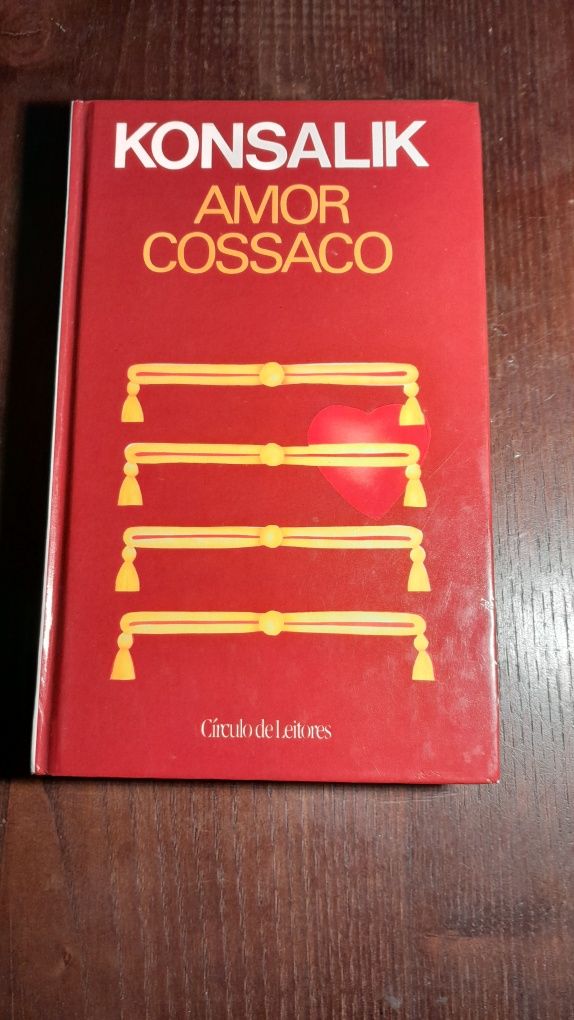 KONSALIK
AMOR
COSSACO
Círculo de Leitores